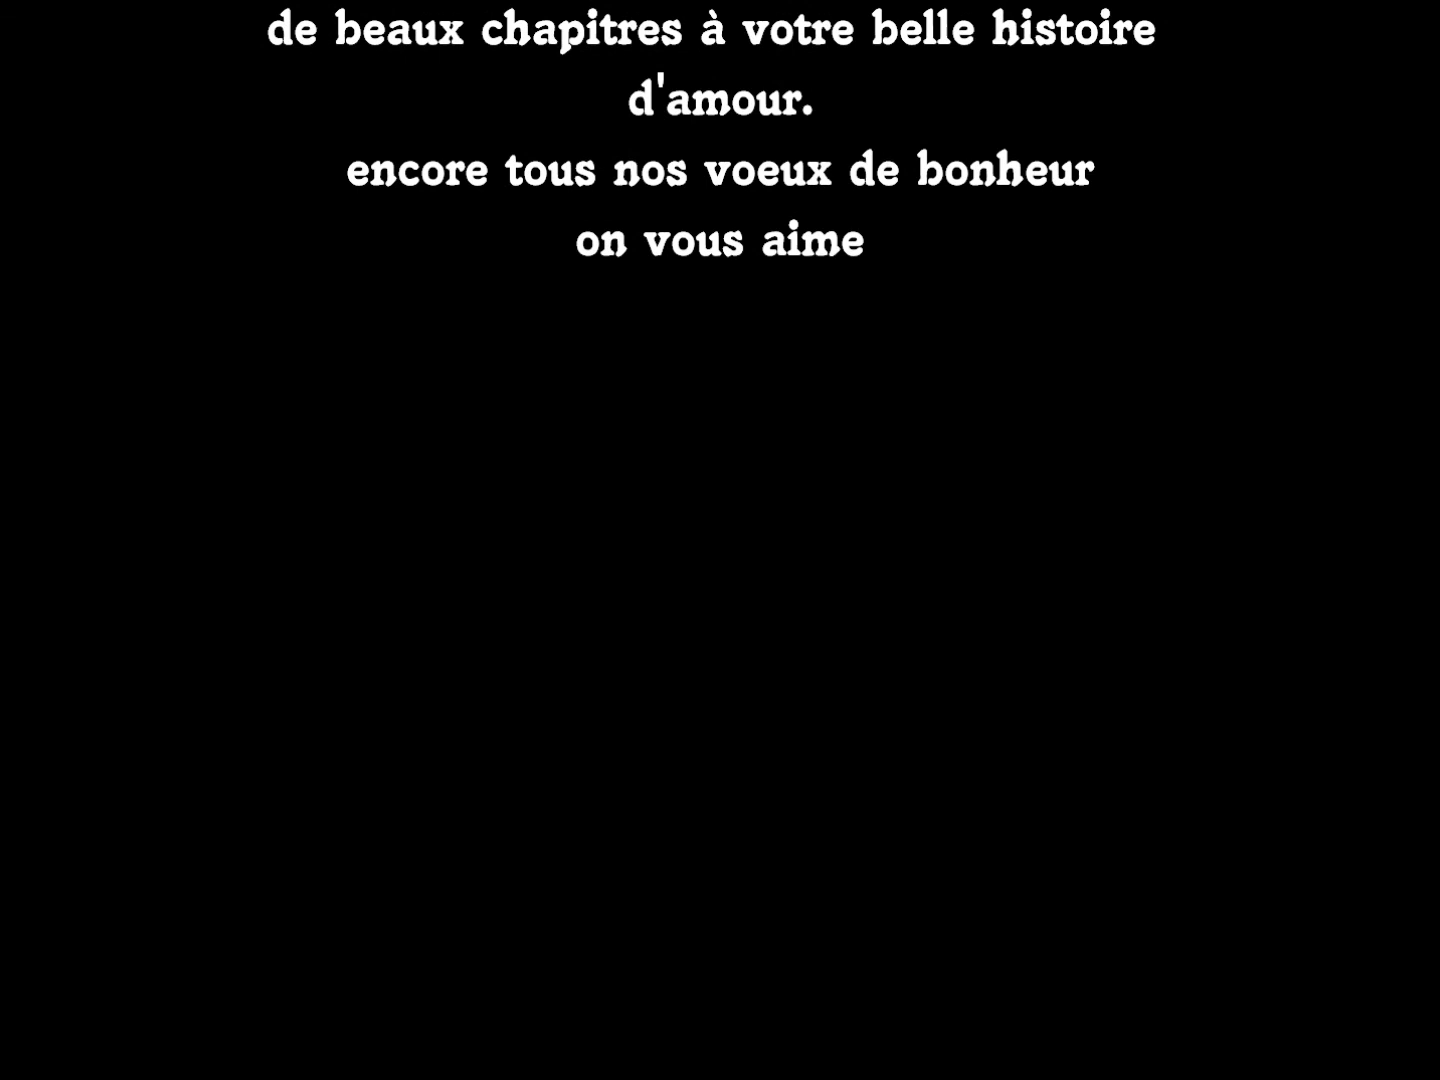 de beaux chapitres à votre belle histoire
d'amour.
encore tous nos voeux de bonheur
on vous aime